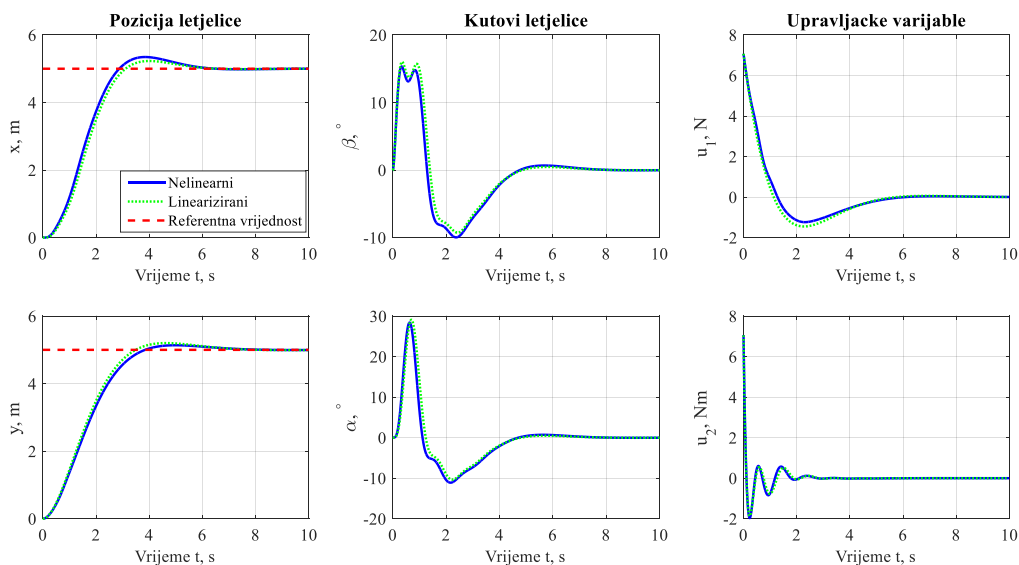 Pozicija letjelice
Kutovi letjelice
Upravljacke varijable
6
4
2
0
x, m
Nelinearni
Linearizirani
Referentna vrijednost
0 2 4 6 8 10
Vrijeme t, s
20
10
0
-10
β, °
0 2 4 6 8 10
Vrijeme t, s
8
6
4
2
0
-2
u1, N
0 2 4 6 8 10
Vrijeme t, s
6
4
2
0
y, m
0 2 4 6 8 10
Vrijeme t, s
30
20
10
0
-10
-20
α, °
0 2 4 6 8 10
Vrijeme t, s
8
6
4
2
0
-2
u2, Nm
0 2 4 6 8 10
Vrijeme t, s